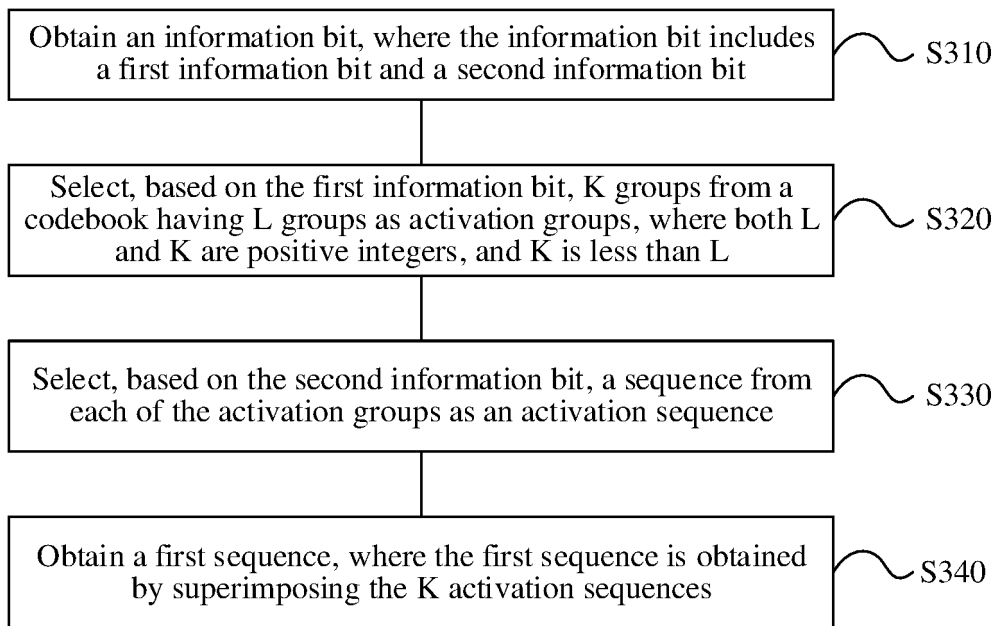 Obtain an information bit, where the information bit includes
a first information bit and a second information bit
S310
Select, based on the first information bit, K groups from a
codebook having L groups as activation groups, where both L
and K are positive integers, and K is less than L
S320
Select, based on the second information bit, a sequence from
each of the activation groups as an activation sequence
S330
Obtain a first sequence, where the first sequence is obtained
by superimposing the K activation sequences
S340